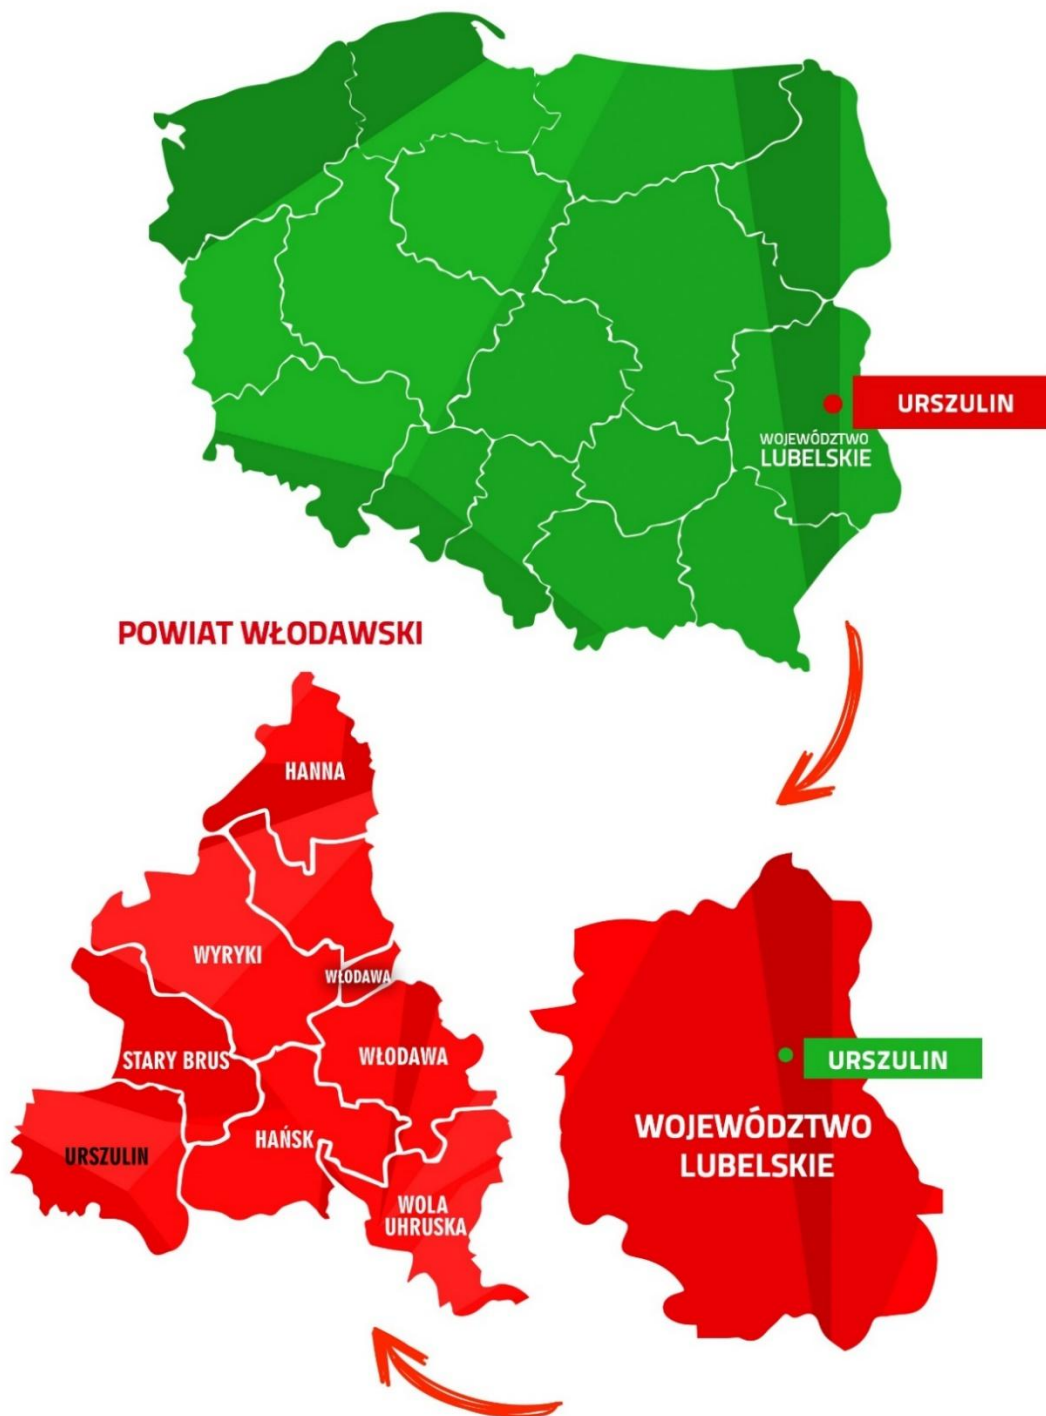 URSZULIN
WOJEWÓDZTWO
LUBELSKIE
POWIAT WŁODAWSKI
HANNA
WYRYKI
WŁODAWA
STARY BRUS
WŁODAWA
URSZULIN
HAŃSK
WOLA
UHRUSKA
URSZULIN
WOJEWÓDZTWO
LUBELSKIE